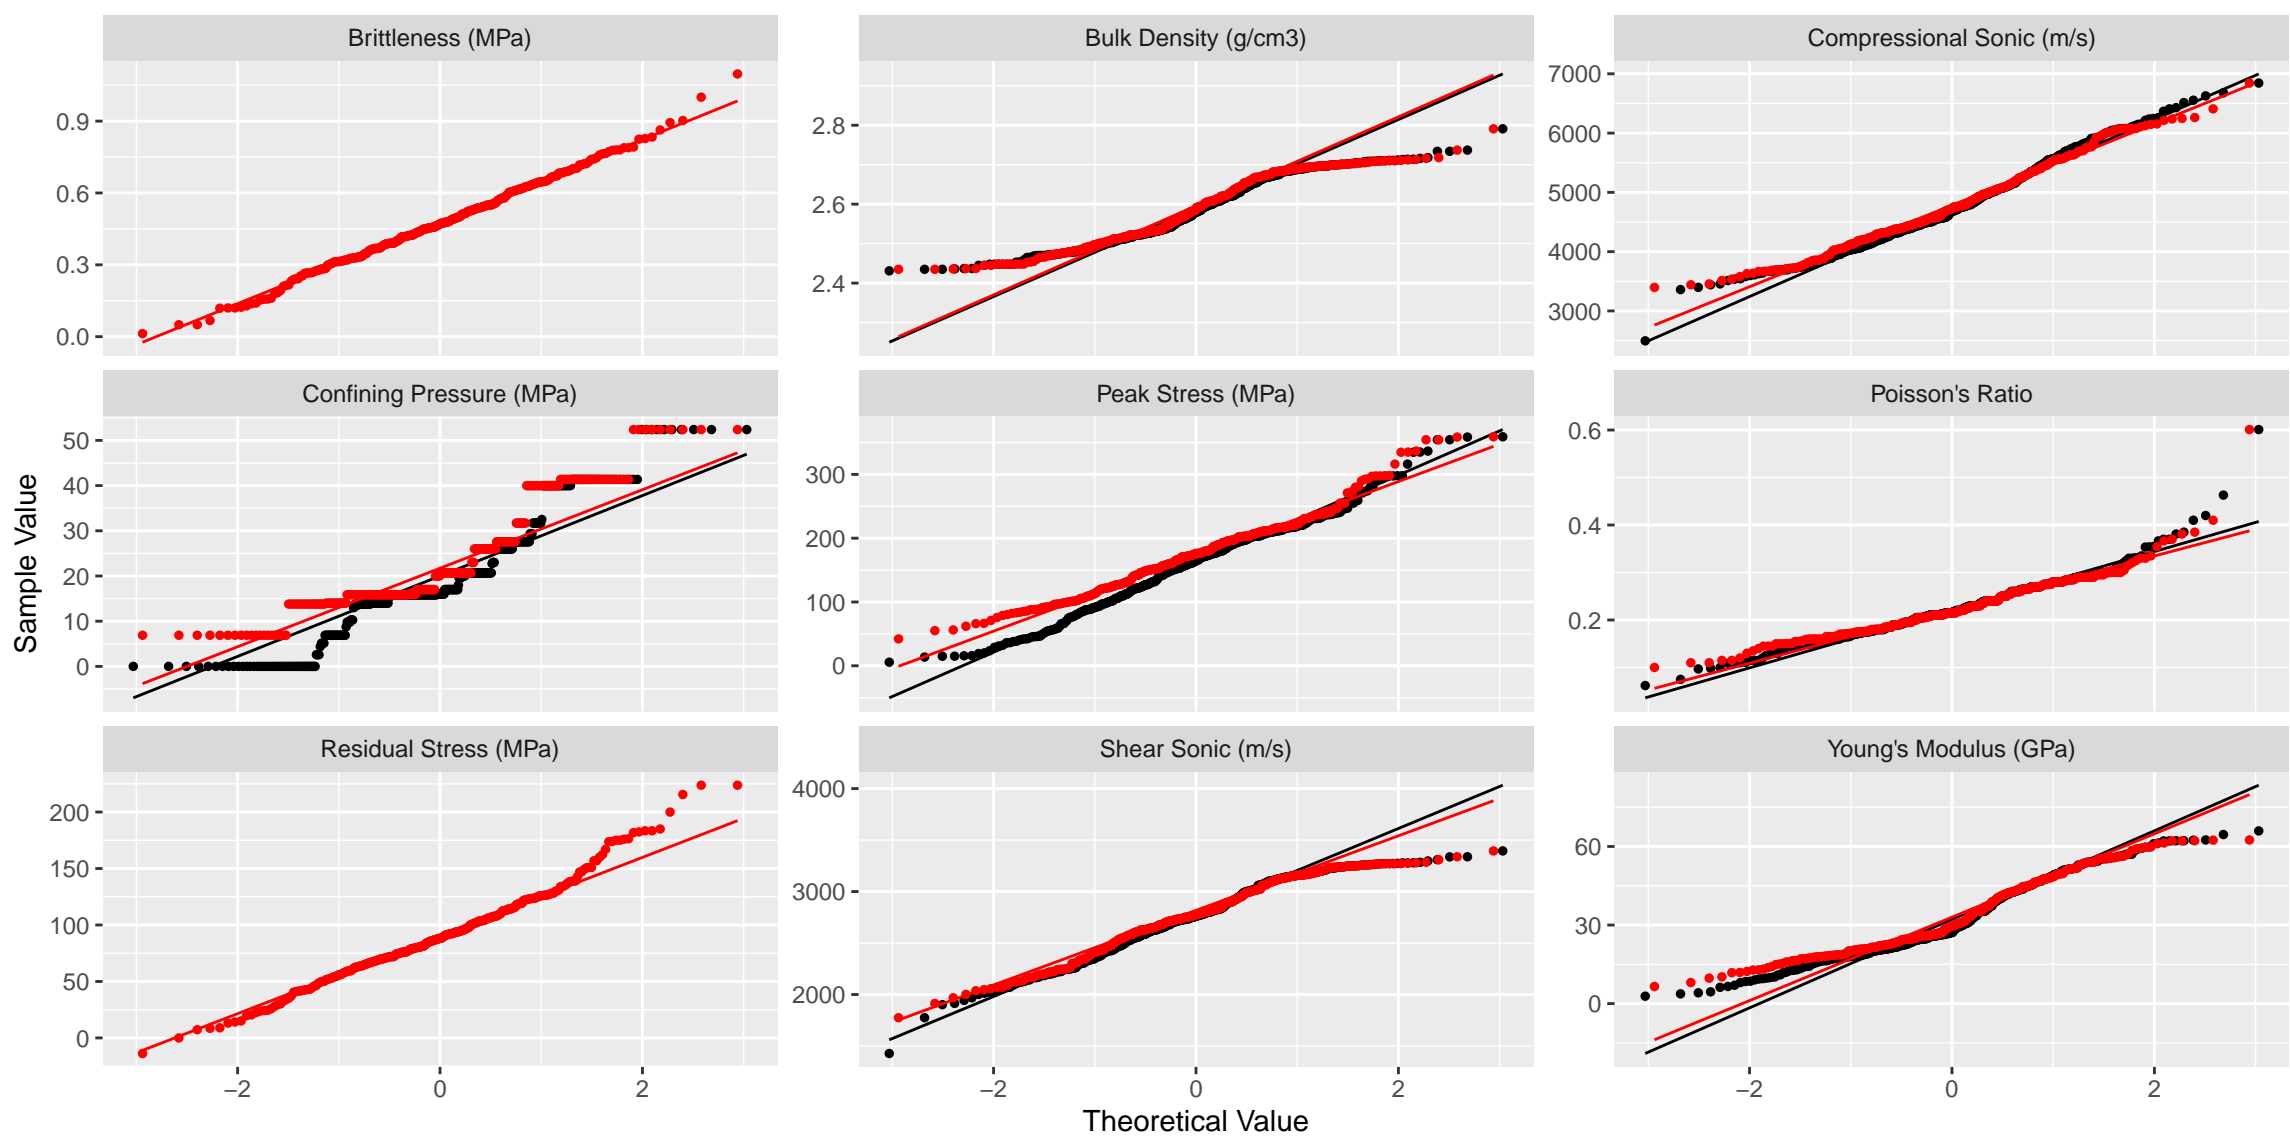 Brittleness (MPa)
Bulk Density (g/cm3)
Compressional Sonic (m/s)
0.9
0.6
0.3
0.0
2.8
2.6
2.4
7000
6000
5000
4000
3000
Confining Pressure (MPa)
Peak Stress (MPa)
Poisson's Ratio
50
40
30
20
10
0
300
200
100
0
0.6
0.4
0.2
Sample Value
Residual Stress (MPa)
Shear Sonic (m/s)
Young's Modulus (GPa)
200
150
100
50
0
4000
3000
2000
60
30
0
−2 0 2
−2 0 2
−2 0 2
Theoretical Value